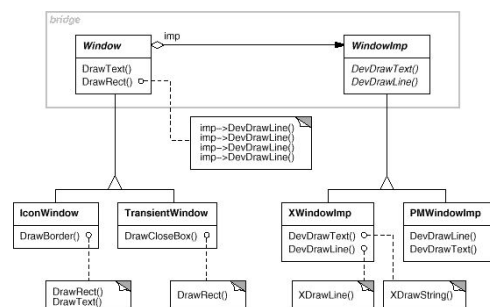 bridge
imp
Window
DrawText()
DrawRect()
WindowImp
DevDrawText()
DevDrawLine()
imp->DevDrawLine()
imp->DevDrawLine()
imp->DevDrawLine()
imp->DevDrawLine()
IconWindow
DrawBorder()
TransientWindow
DrawCloseBox()
XWindowImp
DevDrawText()
DevDrawLine()
PMWindowImp
DevDrawLine()
DevDrawText()
DrawRect()
DrawText()
DrawRect()
XDrawLine()
XDrawString()